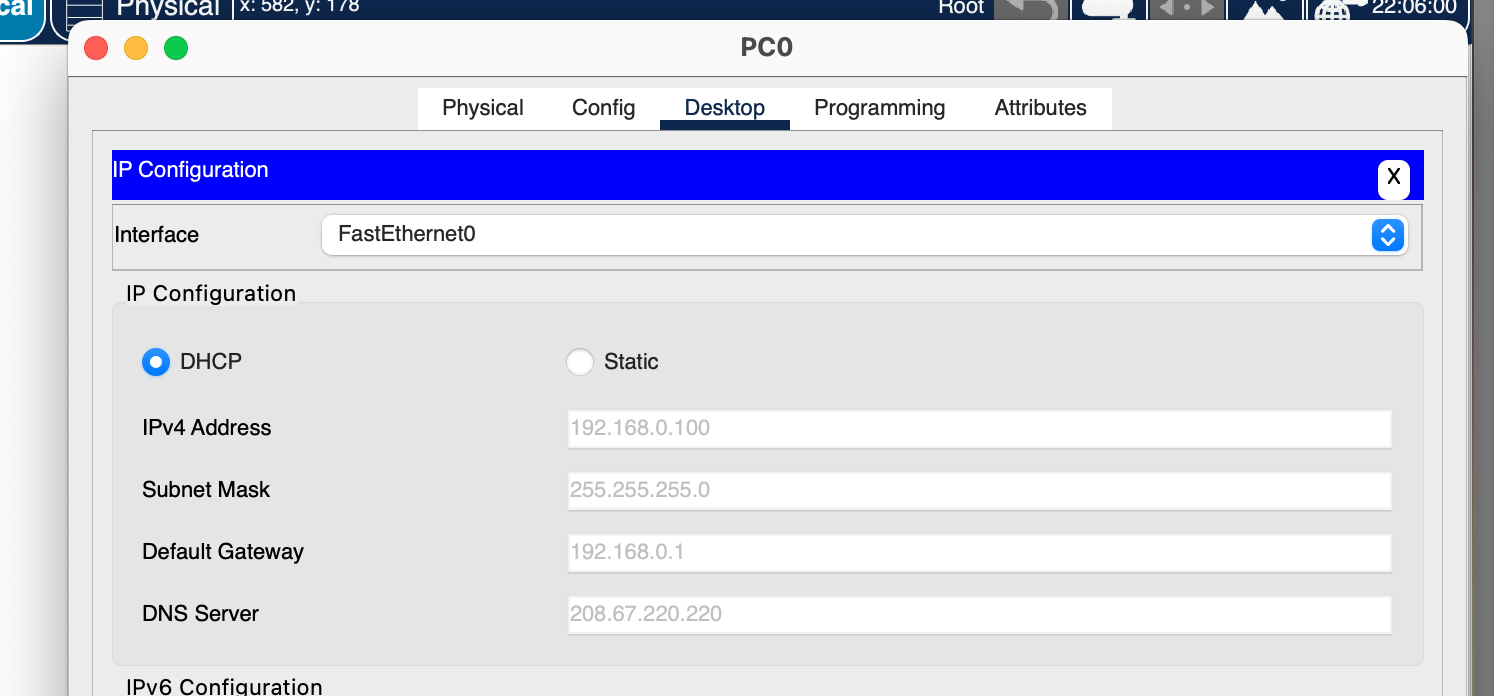 cal Physical x: 582, y: 178 Root 22:06:00
PC0
Physical Config Desktop Programming Attributes
IP Configuration X
Interface FastEthernet0
IP Configuration
DHCP Static
IPv4 Address 192.168.0.100
Subnet Mask 255.255.255.0
Default Gateway 192.168.0.1
DNS Server 208.67.220.220
IPv6 Configuration